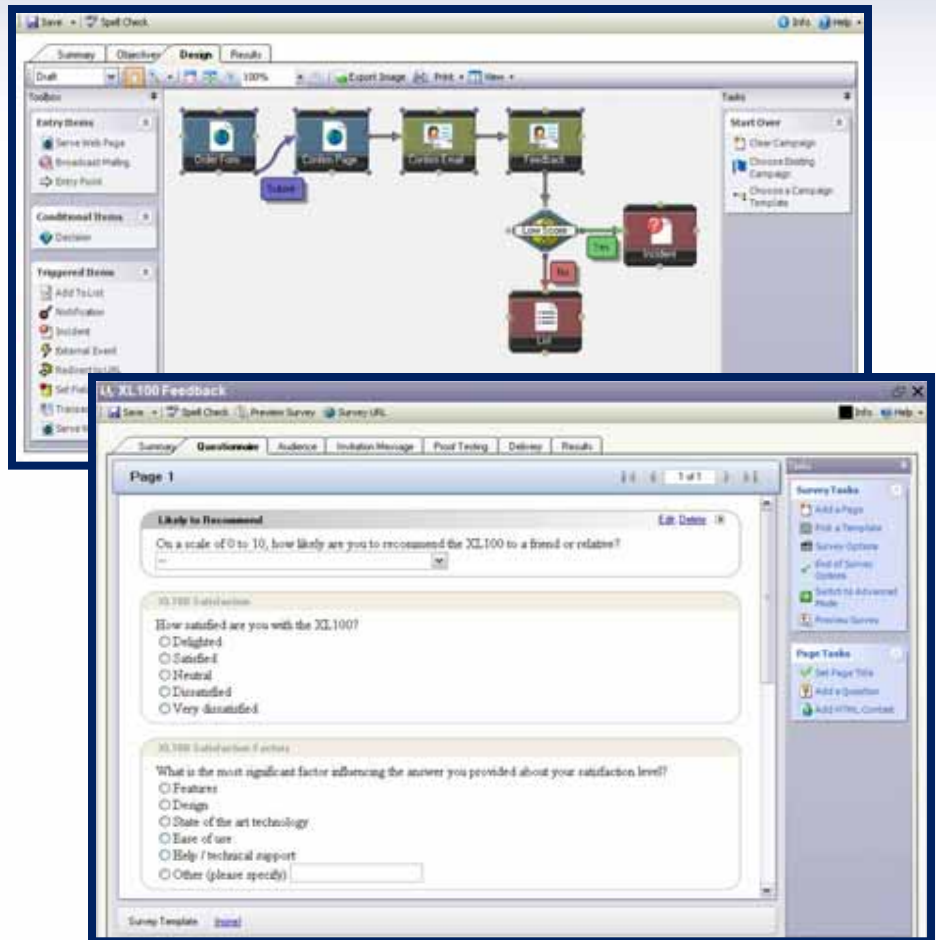 Save Spell Check Info Help
Summary Objectives Design Results
Draft 100% Export Image Print View
Toolbox
Entry Items
Serve Web Page
Broadcast Mailing
Entry Point
Conditional Items
Decision
Triggered Items
Add To List
Notification
Incident
External Event
Redirect to URL
Set Field
Order Form
Submit
Confirm Page
Confirm Email
Feedback
Low Score
Yes
Incident
No
List
Tasks
Start Over
Clear Campaign
Choose Existing
Campaign
Choose a Campaign
Template
XL100 Feedback
Save Spell Check Preview Survey Survey URL Info Help
Summary Questionnaire Audience Invitation Message Proof Testing Delivery Results
Page 1 1 of 1
Likely to Recommend Edit Delete
On a scale of 0 to 10, how likely are you to recommend the XL100 to a friend or relative?
--
XL100 Satisfaction
How satisfied are you with the XL100?
Delighted
Satisfied
Neutral
Dissatisfied
Very dissatisfied
XL100 Satisfaction Factors
What is the most significant factor influencing the answer you provided about your satisfaction level?
Features
Design
State of the art technology
Ease of use
Help / technical support
Other (please specify)
Survey Template (none)
Tasks
Survey Tasks
Add a Page
Pick a Template
Survey Options
End of Survey
Options
Switch to Advanced
Mode
Preview Survey
Page Tasks
Set Page Title
Add a Question
Add HTML Content